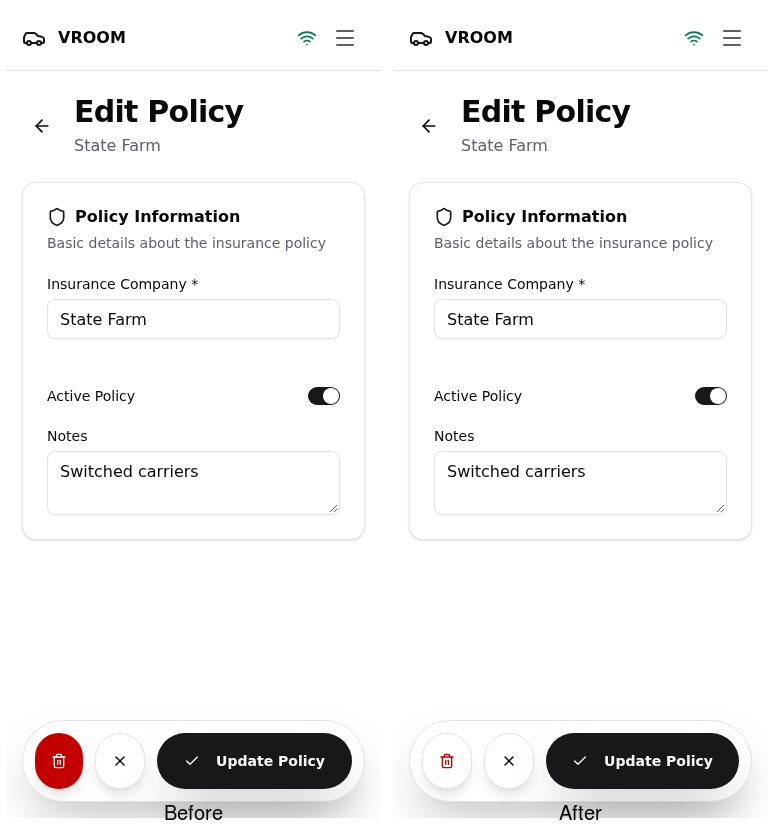 VROOM
Edit Policy
State Farm
Policy Information
Basic details about the insurance policy
Insurance Company *
State Farm
Active Policy
Notes
Switched carriers
Update Policy
Before
VROOM
Edit Policy
State Farm
Policy Information
Basic details about the insurance policy
Insurance Company *
State Farm
Active Policy
Notes
Switched carriers
Update Policy
After